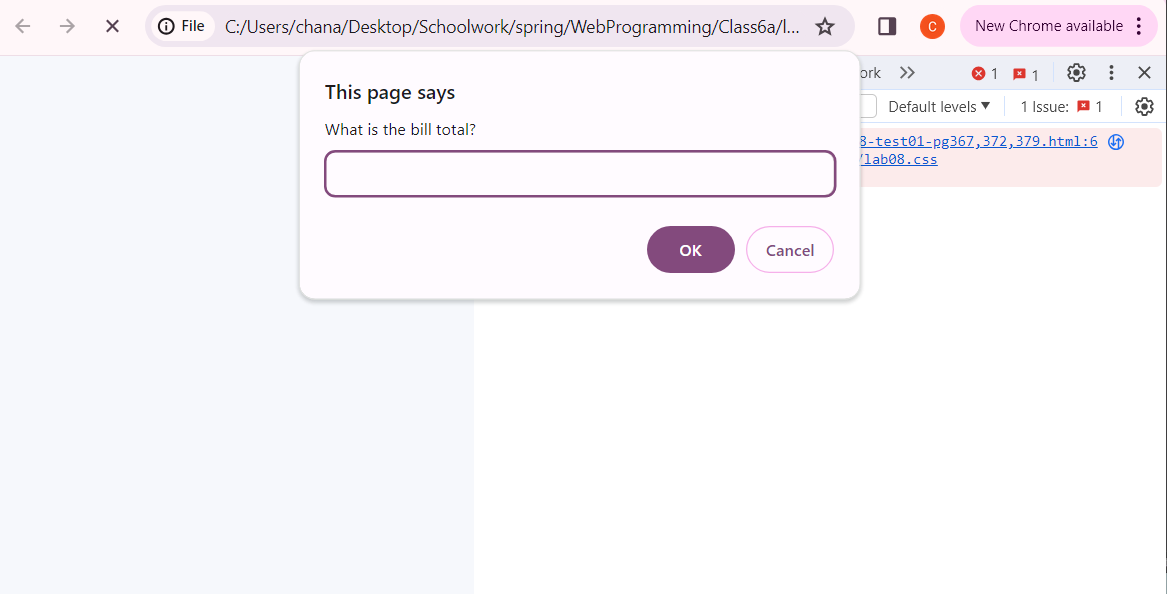 File C:/Users/chana/Desktop/Schoolwork/spring/WebProgramming/Class6a/l... C New Chrome available
This page says
What is the bill total?
OK Cancel
1 1
Default levels ▼ 1 Issue: 1
8-test01-pg367,372,379.html:6
/lab08.css